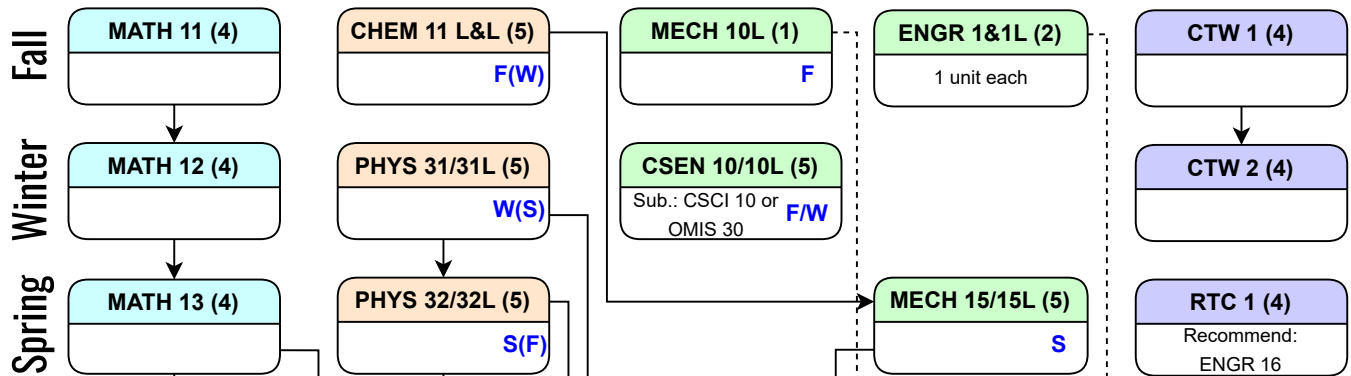 Fall
MATH 11 (4)
CHEM 11 L&L (5)
F(W)
MECH 10L (1)
F
ENGR 1&1L (2)
1 unit each
CTW 1 (4)
Winter
MATH 12 (4)
PHYS 31/31L (5)
W(S)
CSEN 10/10L (5)
Sub.: CSCI 10 or
OMIS 30
F/W
CTW 2 (4)
Spring
MATH 13 (4)
PHYS 32/32L (5)
S(F)
MECH 15/15L (5)
S
RTC 1 (4)
Recommend:
ENGR 16